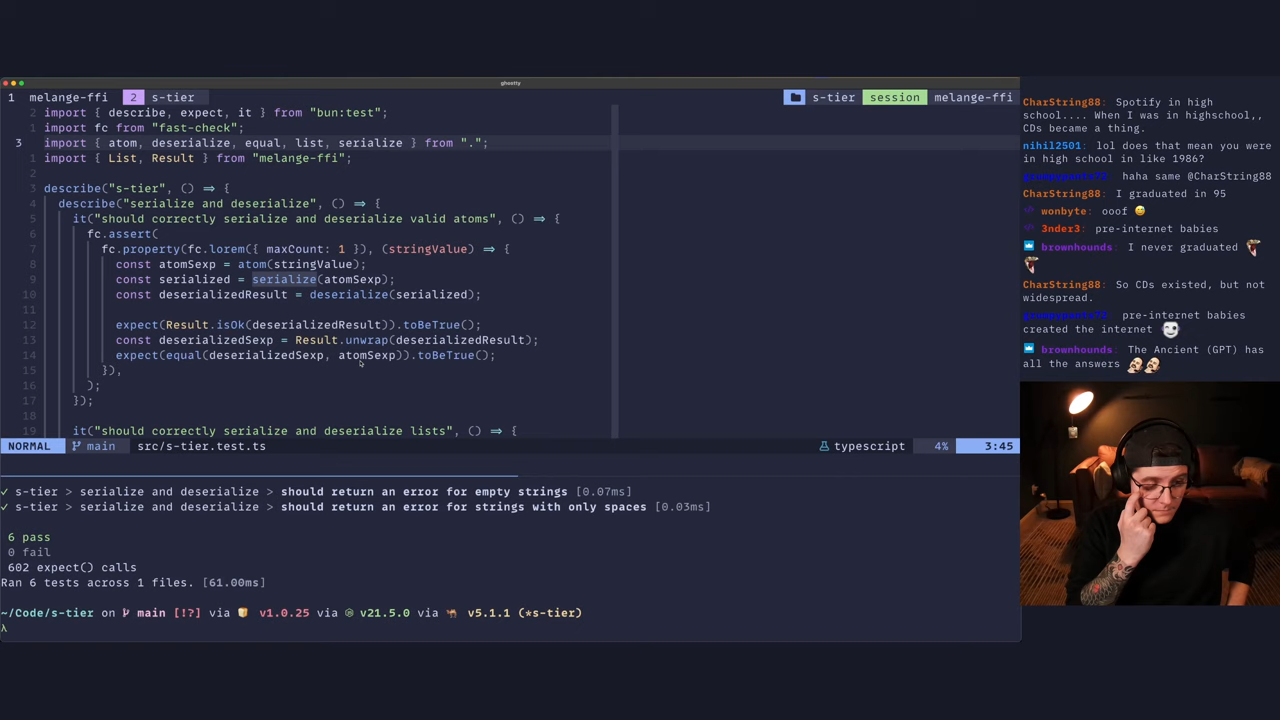 ghostty
1 melange-ffi 2 s-tier s-tier session melange-ffi
2 import { describe, expect, it } from "bun:test";
1 import fc from "fast-check";
3 import { atom, deserialize, equal, list, serialize } from ".";
1 import { List, Result } from "melange-ffi";
2
3 describe("s-tier", () => {
4 describe("serialize and deserialize", () => {
5 it("should correctly serialize and deserialize valid atoms", () => {
6 fc.assert(
7 fc.property(fc.lorem({ maxCount: 1 }), (stringValue) => {
8 const atomSexp = atom(stringValue);
9 const serialized = serialize(atomSexp);
10 const deserializedResult = deserialize(serialized);
11
12 expect(Result.isOk(deserializedResult)).toBeTrue();
13 const deserializedSexp = Result.unwrap(deserializedResult);
14 expect(equal(deserializedSexp, atomSexp)).toBeTrue();
15 }),
16 );
17 });
18
19 it("should correctly serialize and deserialize lists", () => {
NORMAL main src/s-tier.test.ts typescript 4% 3:45
✓ s-tier > serialize and deserialize > should return an error for empty strings [0.07ms]
✓ s-tier > serialize and deserialize > should return an error for strings with only spaces [0.03ms]
6 pass
0 fail
602 expect() calls
Ran 6 tests across 1 files. [61.00ms]
~/Code/s-tier on main [!?] via v1.0.25 via v21.5.0 via v5.1.1 (*s-tier)
λ
CharString88: Spotify in high
school.... When I was in highschool,,
CDs became a thing.
nihil2501: lol does that mean you were
in high school in like 1986?
haha same @CharString88
CharString88: I graduated in 95
wonbyte: ooof
3nder3: pre-internet babies
brownhounds: I never graduated
CharString88: So CDs existed, but not
widespread.
pre-internet babies
created the internet
brownhounds: The Ancient (GPT) has
all the answers